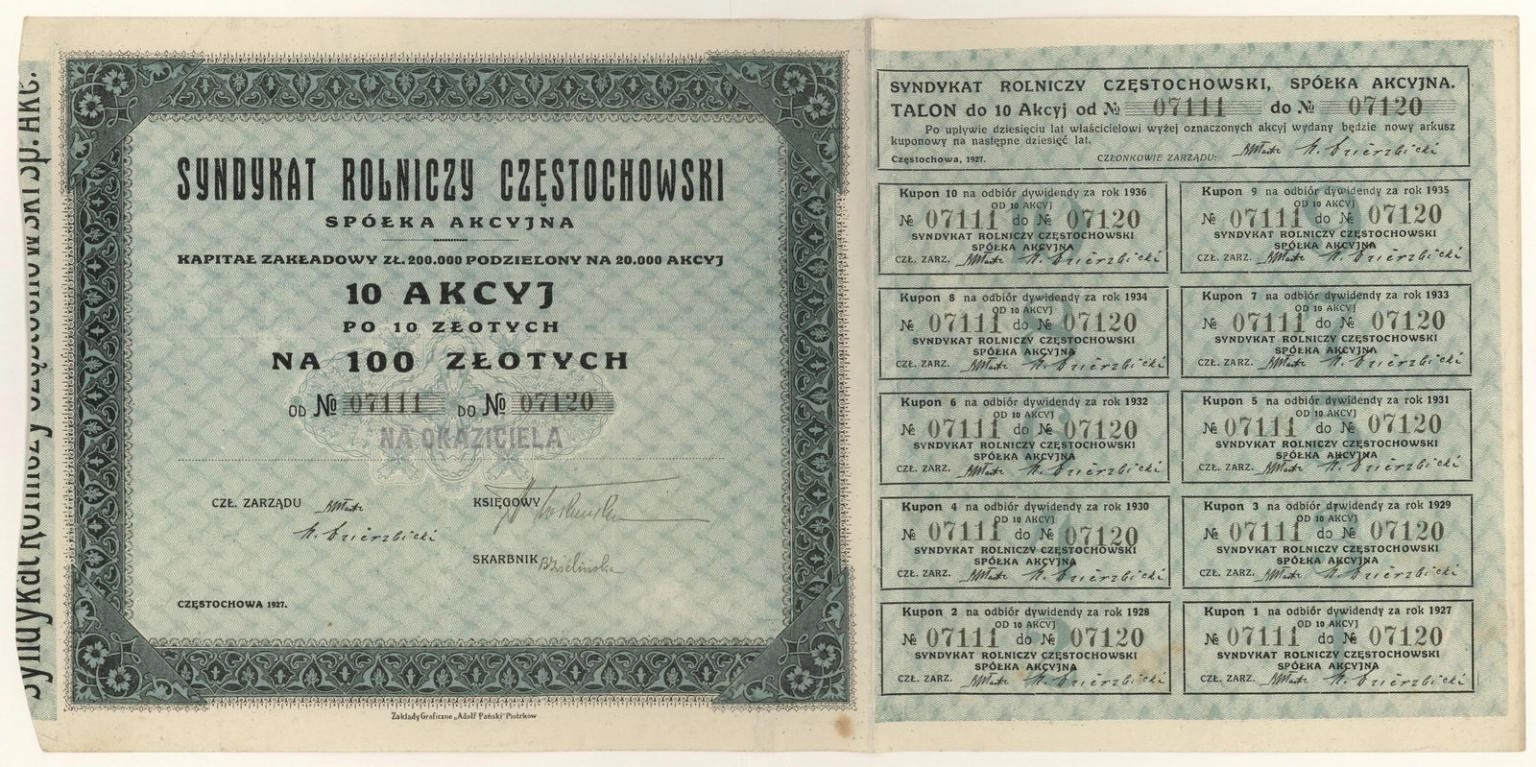 Syndykat Rolniczy Częstochowski Sp. Akc.
SYNDYKAT ROLNICZY CZĘSTOCHOWSKI
SPÓŁKA AKCYJNA
KAPITAŁ ZAKŁADOWY ZŁ. 200.000 PODZIELONY NA 20.000 AKCYJ
10 AKCYJ
PO 10 ZŁOTYCH
NA 100 ZŁOTYCH
OD № 07111 DO № 07120
NA OKAZICIELA
CZŁ. ZARZĄDU
KSIĘGOWY
SKARBNIK BZielińska
CZĘSTOCHOWA 1927.
Zakłady Graficzne „Adolf Pański" Piotrków
SYNDYKAT ROLNICZY CZĘSTOCHOWSKI, SPÓŁKA AKCYJNA.
TALON do 10 Akcyj od № 07111 do № 07120
Po upływie dziesięciu lat właścicielowi wyżej oznaczonych akcyj wydany będzie nowy arkusz
kuponowy na następne dziesięć lat.
Częstochowa, 1927. CZŁONKOWIE ZARZĄDU:
Kupon 10 na odbiór dywidendy za rok 1936
OD 10 AKCYJ
№ 07111 do № 07120
SYNDYKAT ROLNICZY CZĘSTOCHOWSKI
SPÓŁKA AKCYJNA
CZŁ. ZARZ.
Kupon 9 na odbiór dywidendy za rok 1935
OD 10 AKCYJ
№ 07111 do № 07120
SYNDYKAT ROLNICZY CZĘSTOCHOWSKI
SPÓŁKA AKCYJNA
CZŁ. ZARZ.
Kupon 8 na odbiór dywidendy za rok 1934
OD 10 AKCYJ
№ 07111 do № 07120
SYNDYKAT ROLNICZY CZĘSTOCHOWSKI
SPÓŁKA AKCYJNA
CZŁ. ZARZ.
Kupon 7 na odbiór dywidendy za rok 1933
OD 10 AKCYJ
№ 07111 do № 07120
SYNDYKAT ROLNICZY CZĘSTOCHOWSKI
SPÓŁKA AKCYJNA
CZŁ. ZARZ.
Kupon 6 na odbiór dywidendy za rok 1932
OD 10 AKCYJ
№ 07111 do № 07120
SYNDYKAT ROLNICZY CZĘSTOCHOWSKI
SPÓŁKA AKCYJNA
CZŁ. ZARZ.
Kupon 5 na odbiór dywidendy za rok 1931
OD 10 AKCYJ
№ 07111 do № 07120
SYNDYKAT ROLNICZY CZĘSTOCHOWSKI
SPÓŁKA AKCYJNA
CZŁ. ZARZ.
Kupon 4 na odbiór dywidendy za rok 1930
OD 10 AKCYJ
№ 07111 do № 07120
SYNDYKAT ROLNICZY CZĘSTOCHOWSKI
SPÓŁKA AKCYJNA
CZŁ. ZARZ.
Kupon 3 na odbiór dywidendy za rok 1929
OD 10 AKCYJ
№ 07111 do № 07120
SYNDYKAT ROLNICZY CZĘSTOCHOWSKI
SPÓŁKA AKCYJNA
CZŁ. ZARZ.
Kupon 2 na odbiór dywidendy za rok 1928
OD 10 AKCYJ
№ 07111 do № 07120
SYNDYKAT ROLNICZY CZĘSTOCHOWSKI
SPÓŁKA AKCYJNA
CZŁ. ZARZ.
Kupon 1 na odbiór dywidendy za rok 1927
OD 10 AKCYJ
№ 07111 do № 07120
SYNDYKAT ROLNICZY CZĘSTOCHOWSKI
SPÓŁKA AKCYJNA
CZŁ. ZARZ.